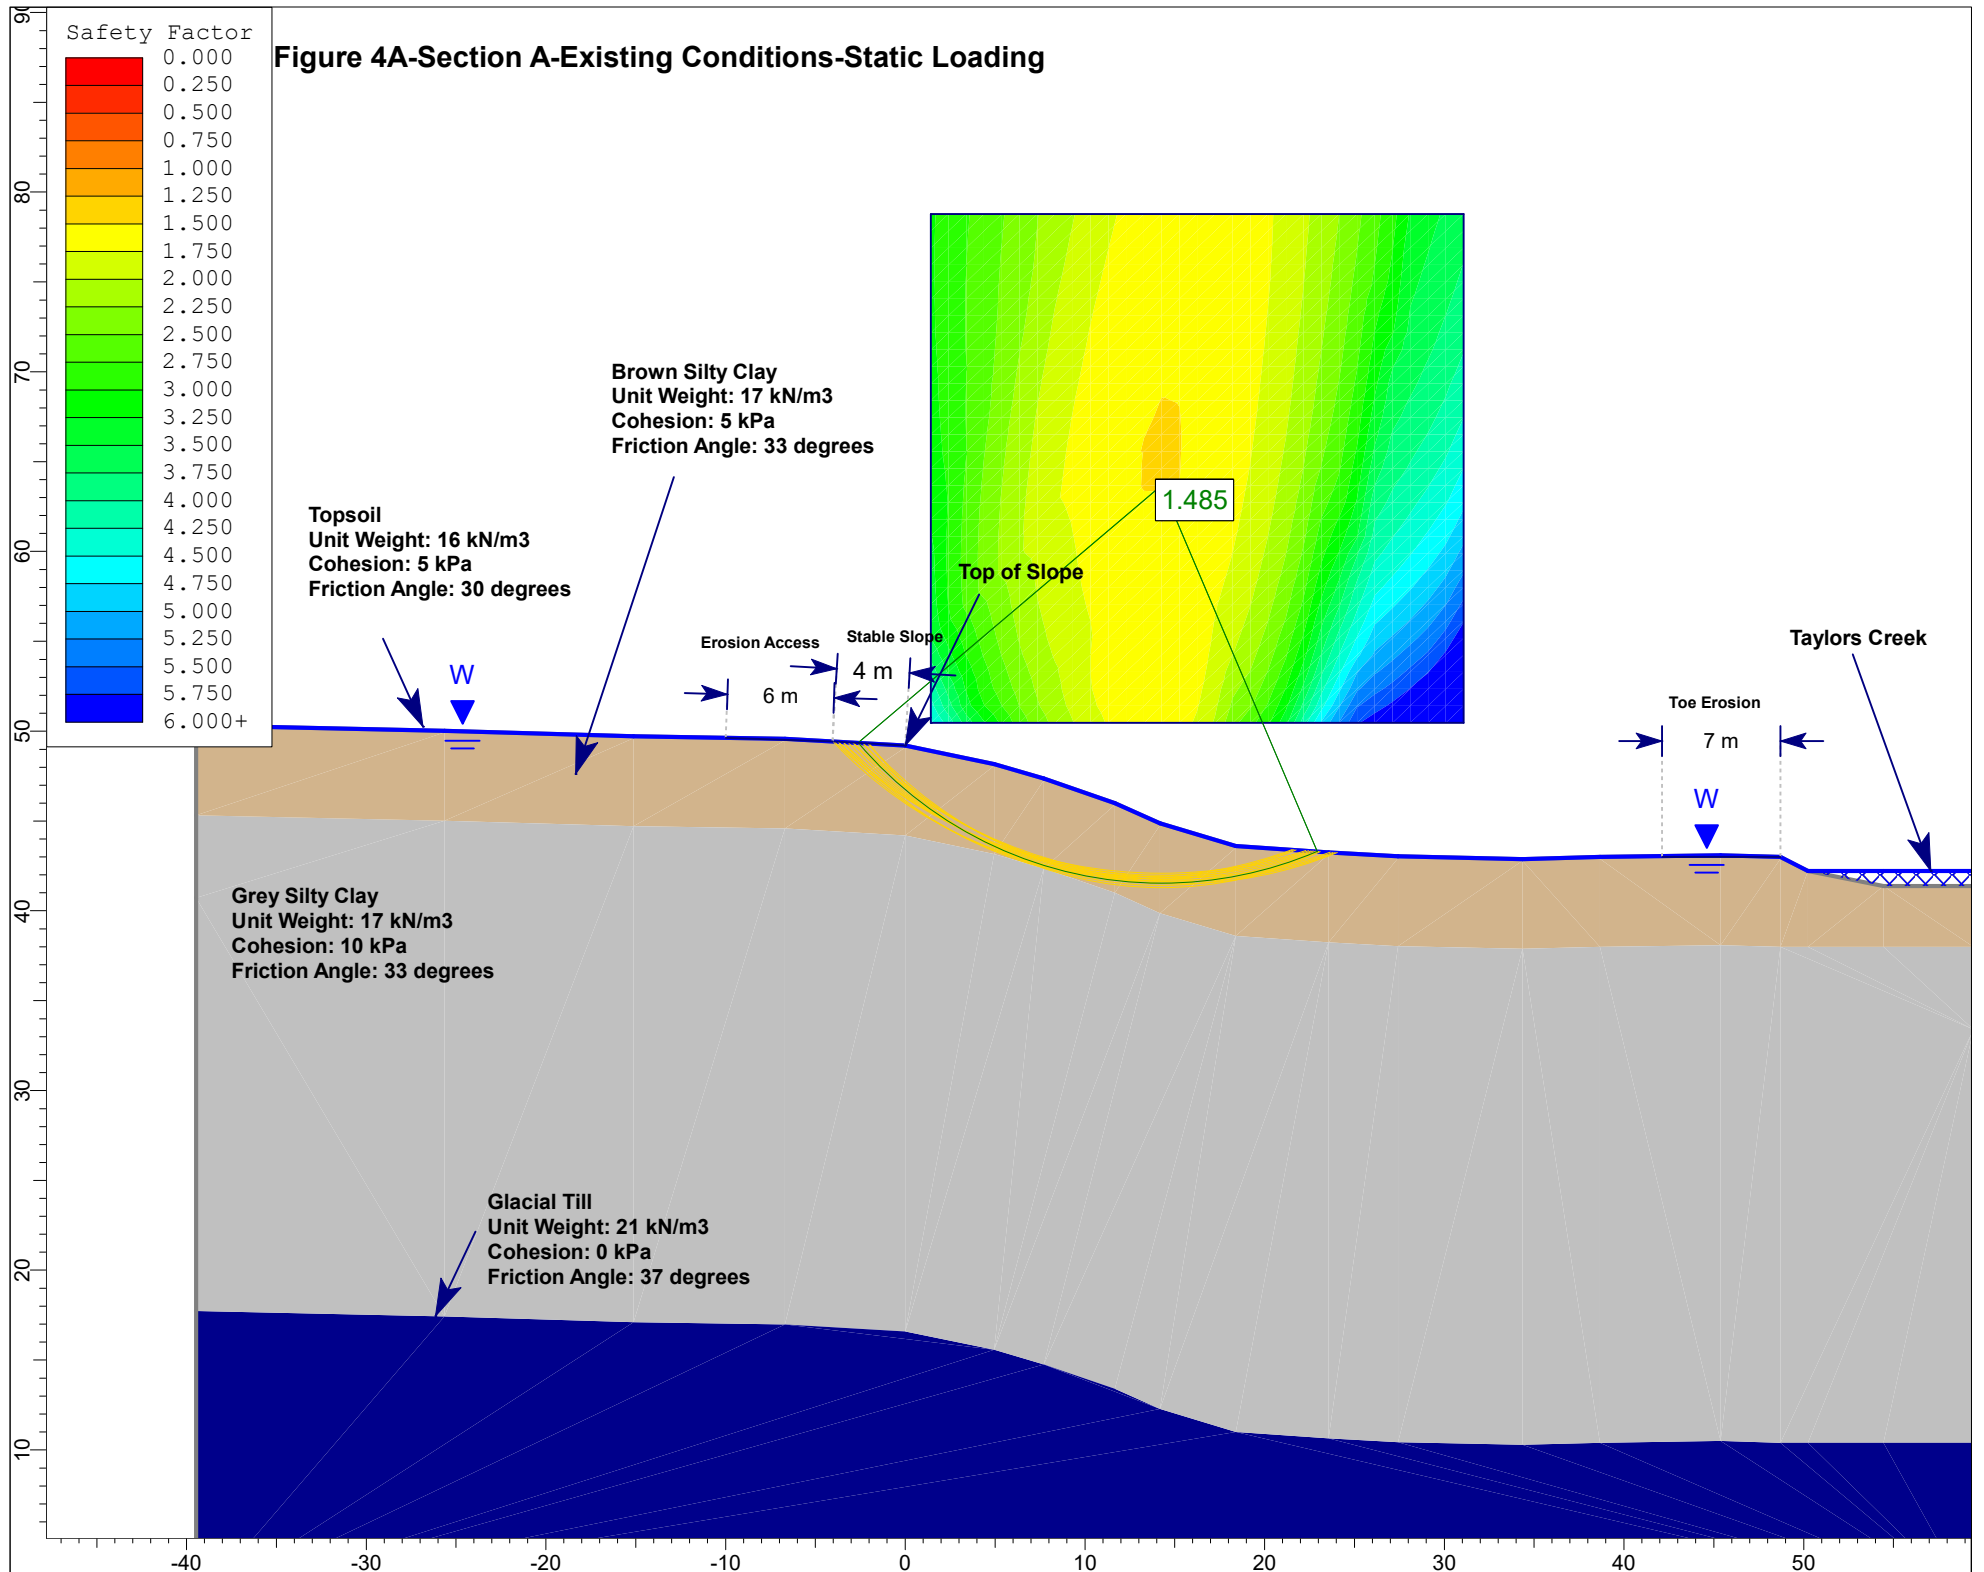 Figure 4A-Section A-Existing Conditions-Static Loading
Safety Factor
0.000
0.250
0.500
0.750
1.000
1.250
1.500
1.750
2.000
2.250
2.500
2.750
3.000
3.250
3.500
3.750
4.000
4.250
4.500
4.750
5.000
5.250
5.500
5.750
6.000+
Brown Silty Clay
Unit Weight: 17 kN/m3
Cohesion: 5 kPa
Friction Angle: 33 degrees
Topsoil
Unit Weight: 16 kN/m3
Cohesion: 5 kPa
Friction Angle: 30 degrees
1.485
Top of Slope
Erosion Access
6 m
Stable Slope
4 m
Taylors Creek
Toe Erosion
7 m
W
W
Grey Silty Clay
Unit Weight: 17 kN/m3
Cohesion: 10 kPa
Friction Angle: 33 degrees
Glacial Till
Unit Weight: 21 kN/m3
Cohesion: 0 kPa
Friction Angle: 37 degrees
90
80
70
60
50
40
30
20
10
-40
-30
-20
-10
0
10
20
30
40
50